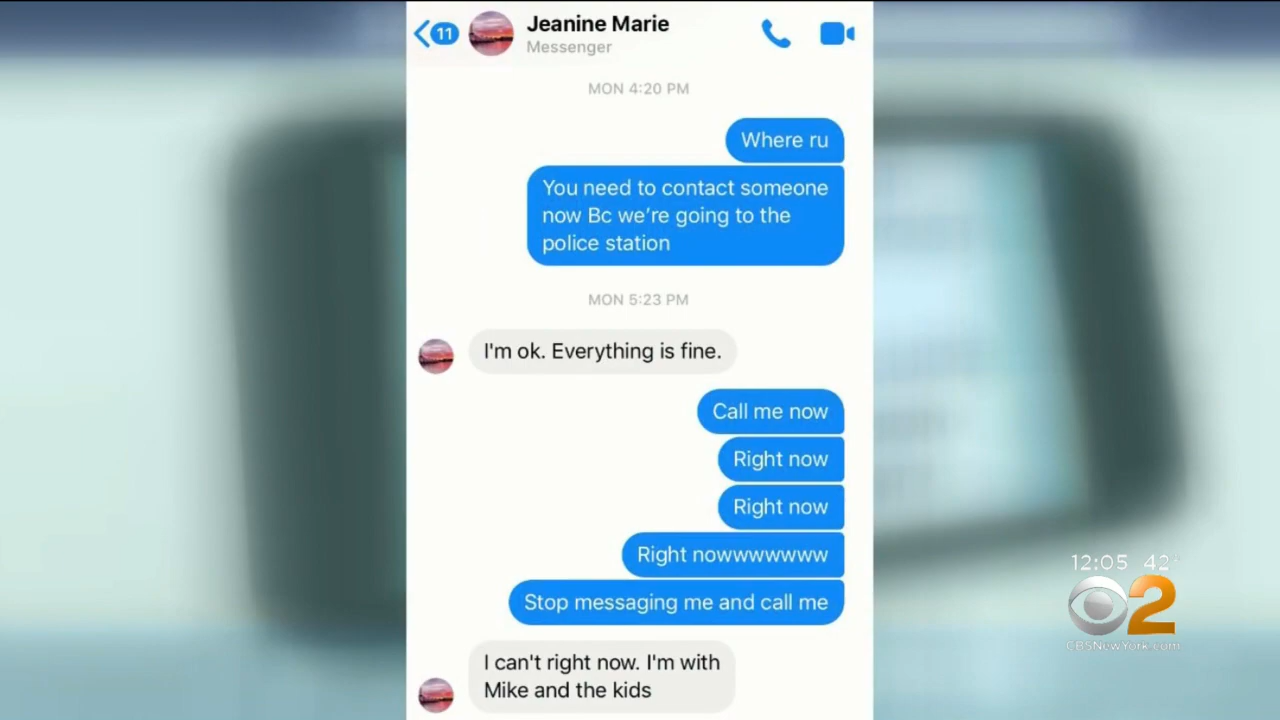 11
Jeanine Marie
Messenger
MON 4:20 PM
Where ru
You need to contact someone
now Bc we're going to the
police station
MON 5:23 PM
I'm ok. Everything is fine.
Call me now
Right now
Right now
Right nowwwwwww
Stop messaging me and call me
I can't right now. I'm with
Mike and the kids
12:05 42°
2
CBSNewYork.com